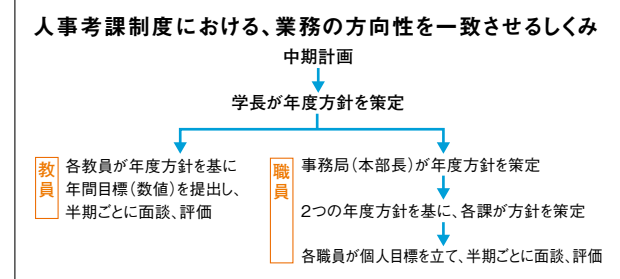 人事考課制度における、業務の方向性を一致させるしくみ
中期計画
学長が年度方針を策定
教員
各教員が年度方針を基に
年間目標（数値）を提出し、
半期ごとに面談、評価
職員
事務局（本部長）が年度方針を策定
2つの年度方針を基に、各課が方針を策定
各職員が個人目標を立て、半期ごとに面談、評価